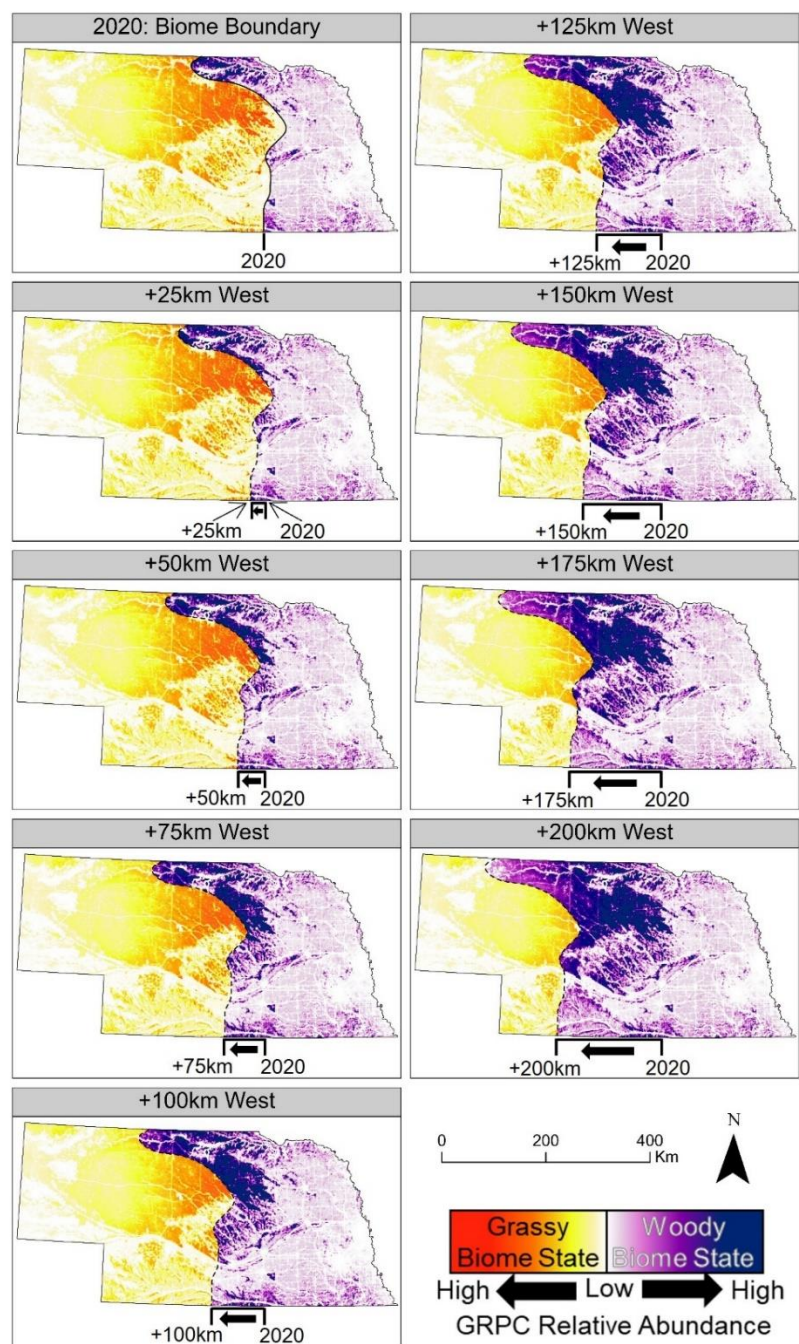 2020: Biome Boundary
2020
+25km West
+25km 2020
+50km West
+50km 2020
+75km West
+75km 2020
+100km West
+100km 2020
+125km West
+125km 2020
+150km West
+150km 2020
+175km West
+175km 2020
+200km West
+200km 2020
0 200 400
Km
N
Grassy Woody
Biome State Biome State
High Low High
GRPC Relative Abundance